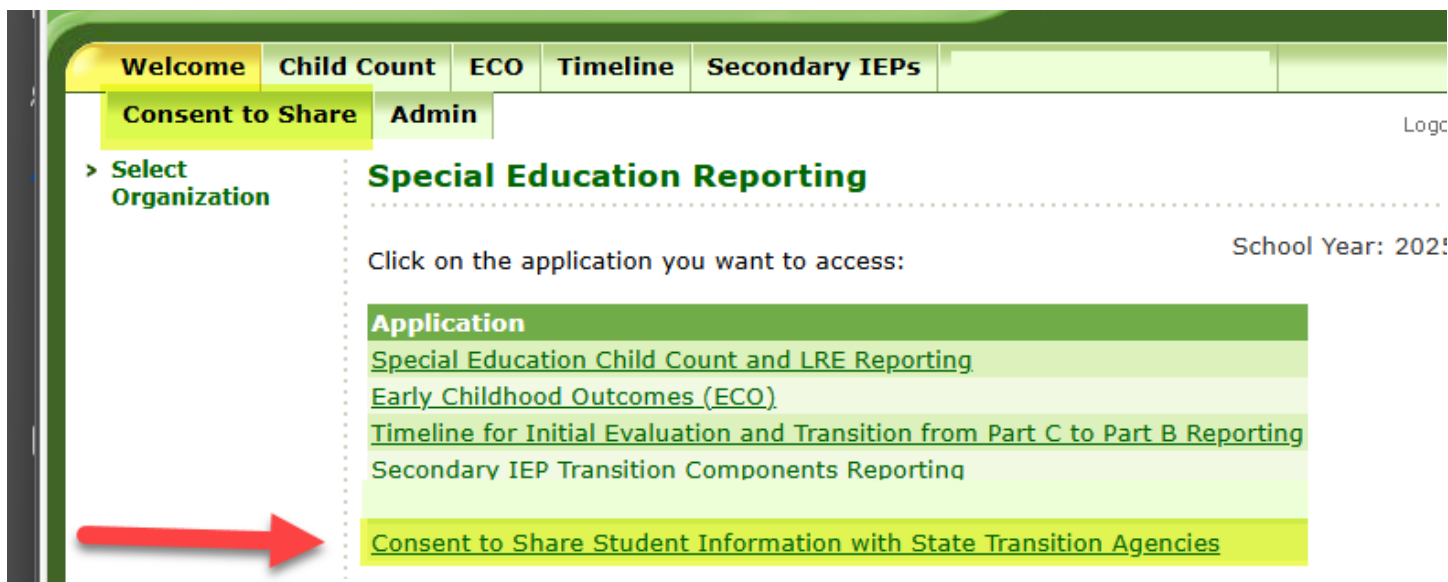 Welcome Child Count ECO Timeline Secondary IEPs
Consent to Share Admin
Logo
> Select
Organization
Special Education Reporting
School Year: 2025
Click on the application you want to access:
Application
Special Education Child Count and LRE Reporting
Early Childhood Outcomes (ECO)
Timeline for Initial Evaluation and Transition from Part C to Part B Reporting
Secondary IEP Transition Components Reporting
Consent to Share Student Information with State Transition Agencies